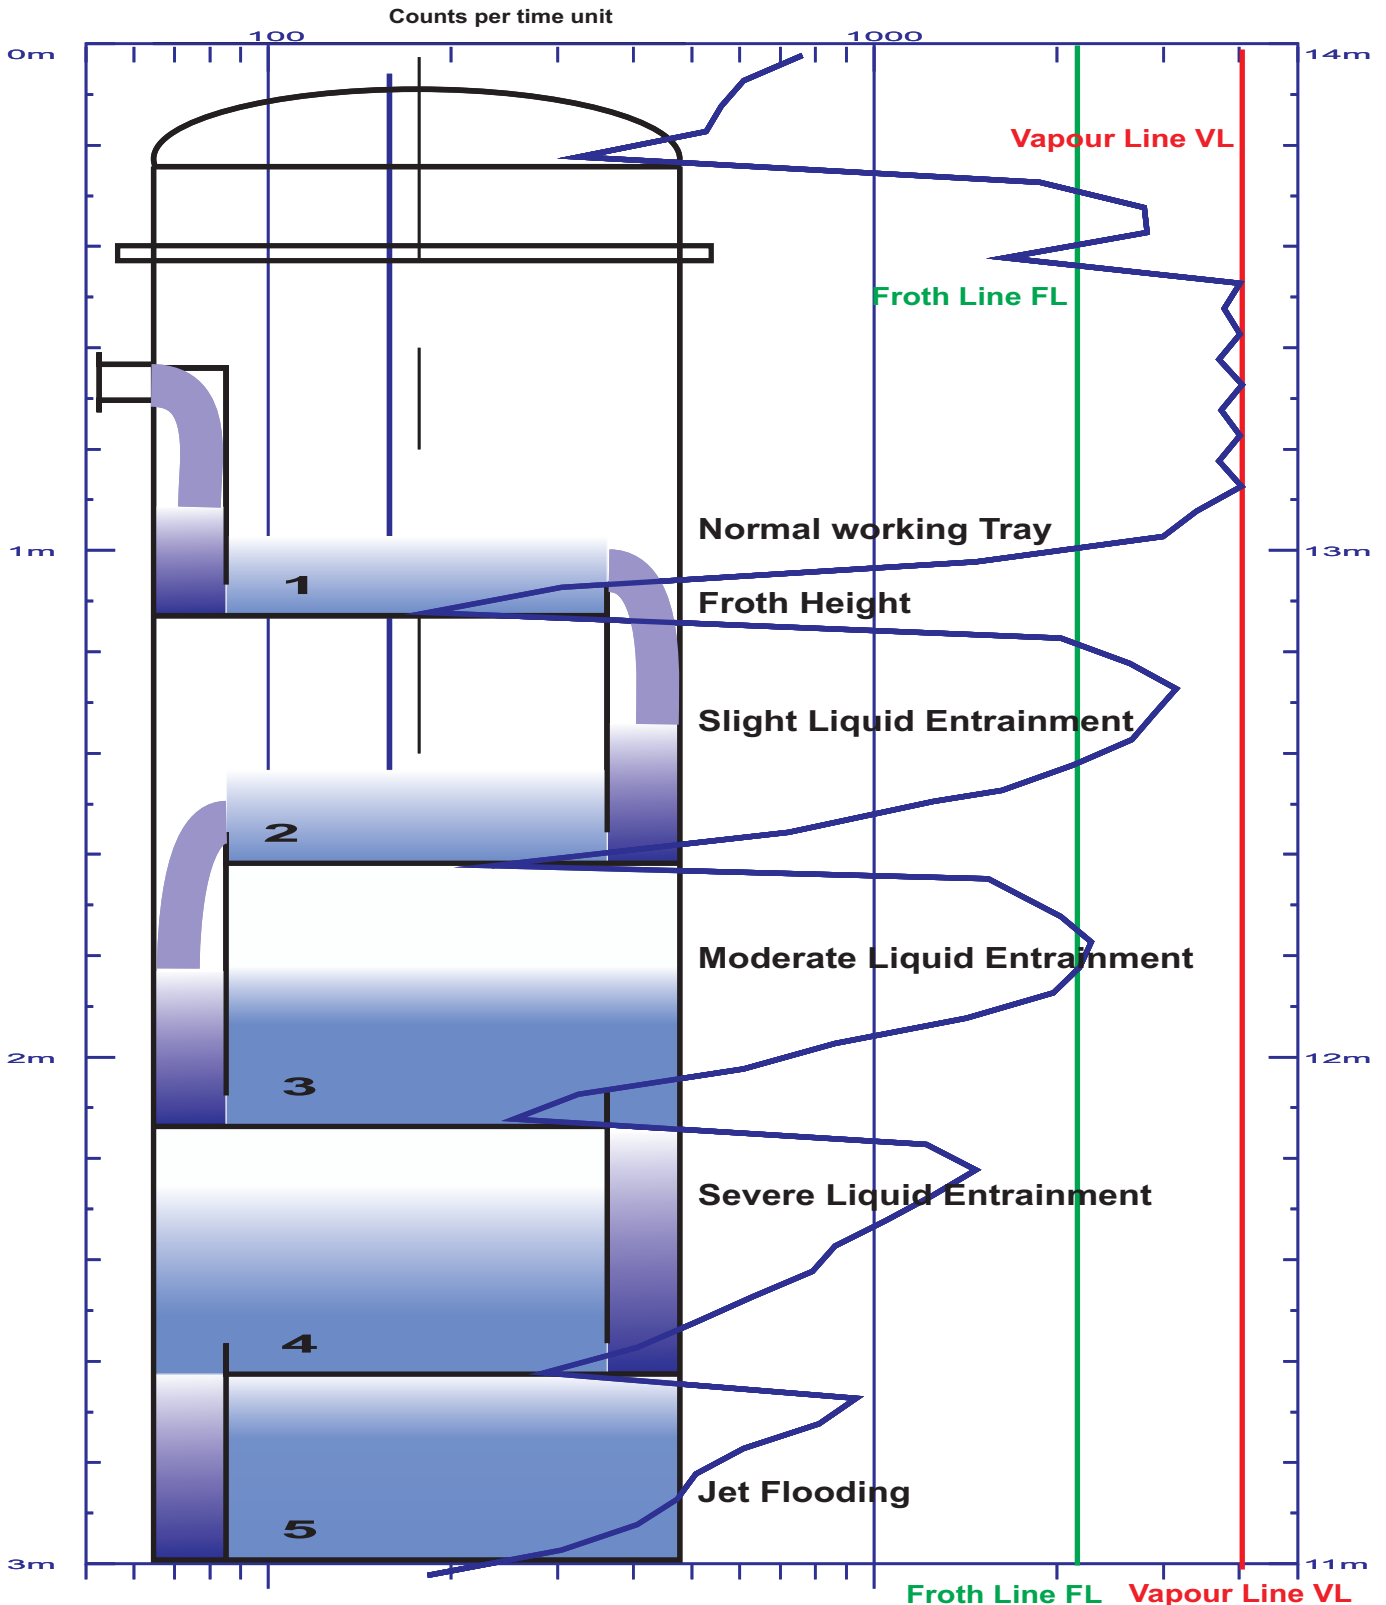 Counts per time unit
100 1000
0m 14m
Vapour Line VL
Froth Line FL
Normal working Tray
1m 13m
1
Froth Height
Slight Liquid Entrainment
2
Moderate Liquid Entrainment
2m 12m
3
Severe Liquid Entrainment
4
Jet Flooding
5
3m 11m
Froth Line FL Vapour Line VL